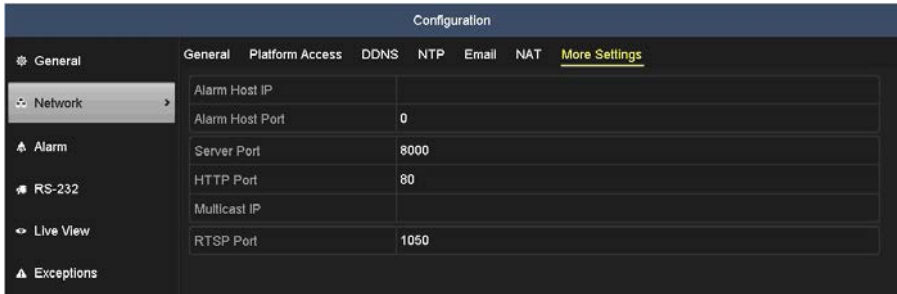 Configuration
General
Network
Alarm
RS-232
Live View
Exceptions
General Platform Access DDNS NTP Email NAT More Settings
Alarm Host IP
Alarm Host Port 0
Server Port 8000
HTTP Port 80
Multicast IP
RTSP Port 1050